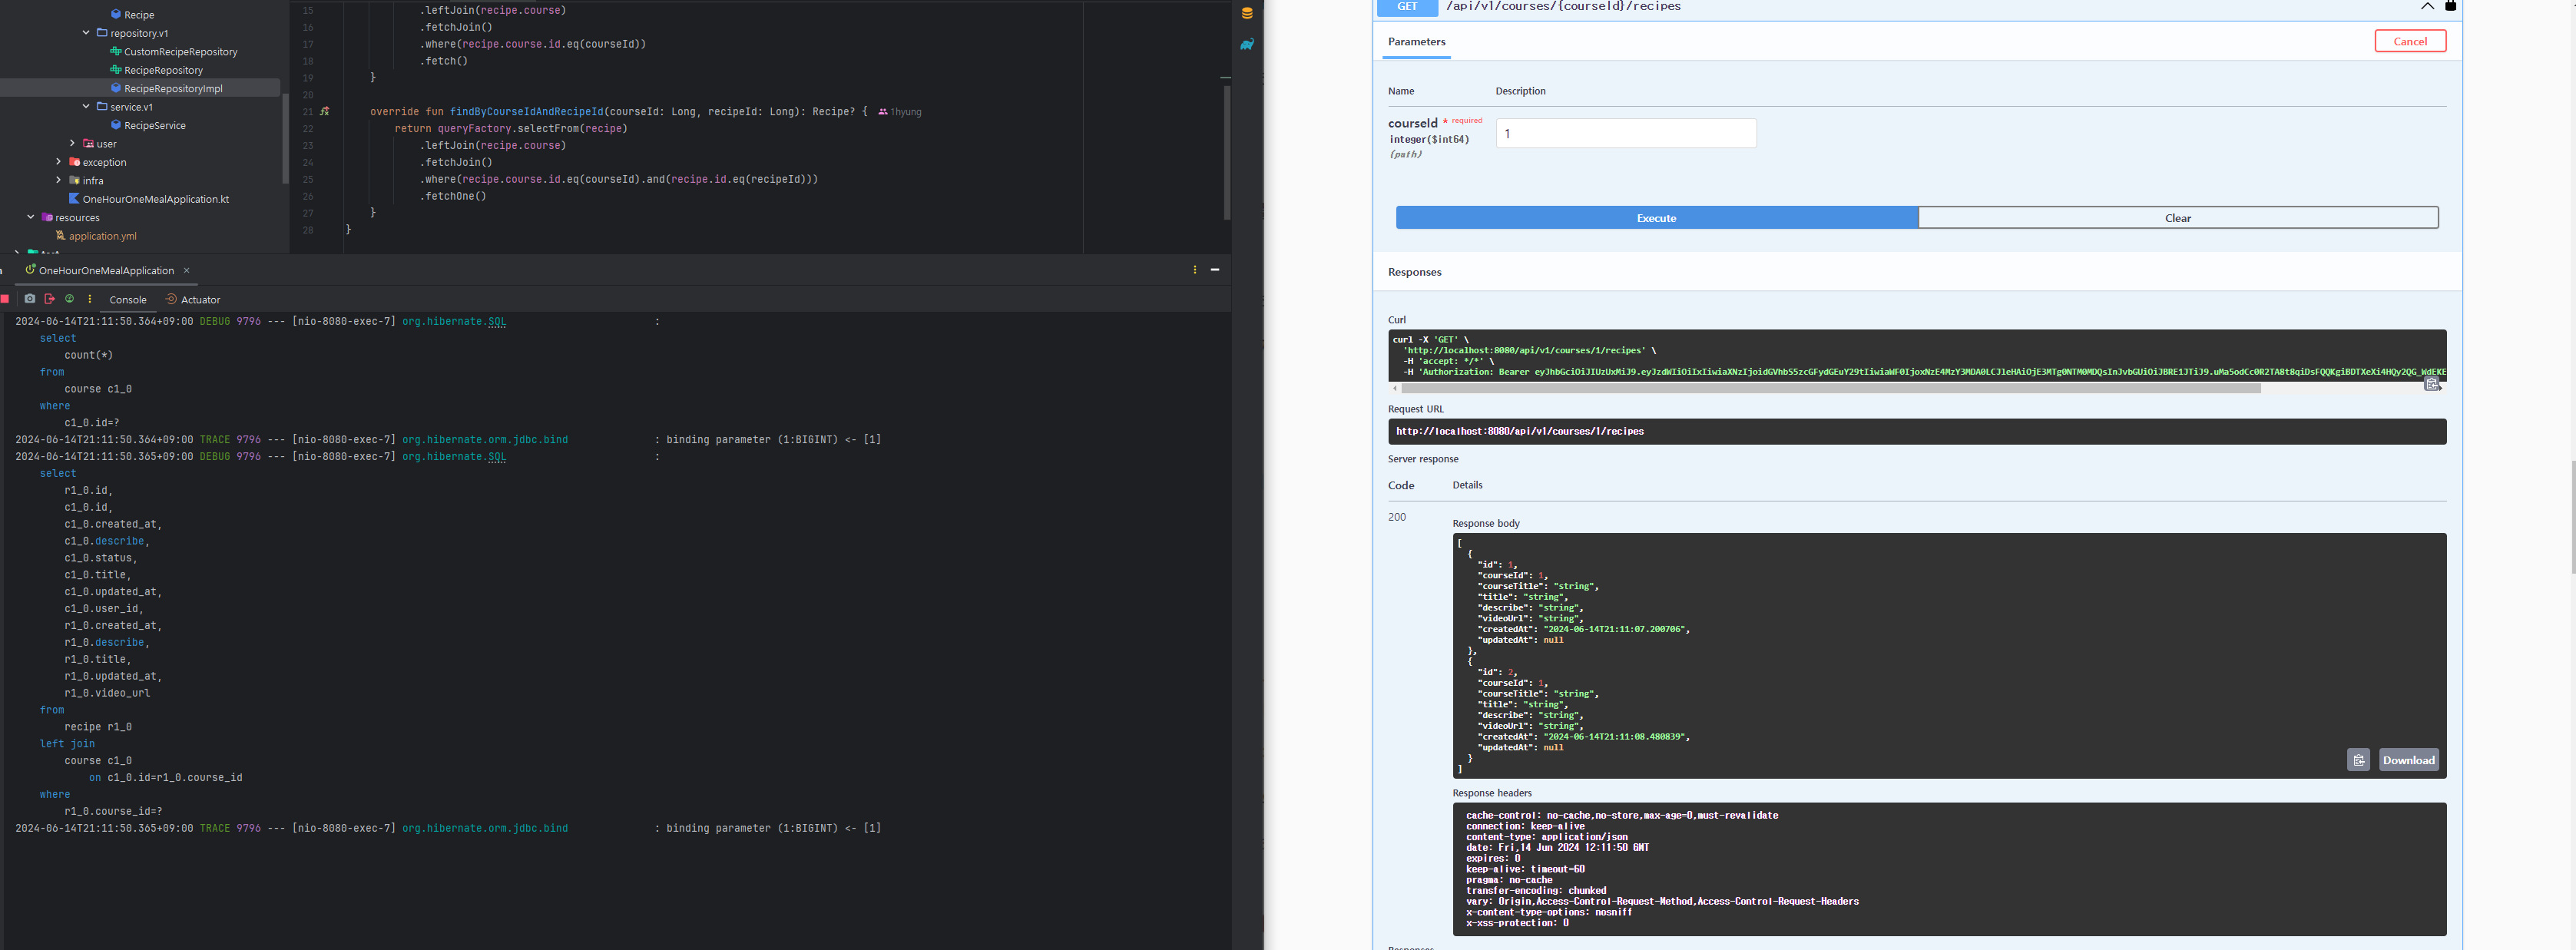 Recipe
repository.v1
CustomRecipeRepository
RecipeRepository
RecipeRepositoryImpl
service.v1
RecipeService
user
exception
infra
OneHourOneMealApplication.kt
resources
application.yml
15 .leftJoin(recipe.course)
16 .fetchJoin()
17 .where(recipe.course.id.eq(courseId))
18 .fetch()
19 }
20
21 override fun findByCourseIdAndRecipeId(courseId: Long, recipeId: Long): Recipe? { 1hyung
22 return queryFactory.selectFrom(recipe)
23 .leftJoin(recipe.course)
24 .fetchJoin()
25 .where(recipe.course.id.eq(courseId).and(recipe.id.eq(recipeId)))
26 .fetchOne()
27 }
28 }
OneHourOneMealApplication ×
Console Actuator
2024-06-14T21:11:50.364+09:00 DEBUG 9796 --- [nio-8080-exec-7] org.hibernate.SQL :
select
count(*)
from
course c1_0
where
c1_0.id=?
2024-06-14T21:11:50.364+09:00 TRACE 9796 --- [nio-8080-exec-7] org.hibernate.orm.jdbc.bind : binding parameter (1:BIGINT) <- [1]
2024-06-14T21:11:50.365+09:00 DEBUG 9796 --- [nio-8080-exec-7] org.hibernate.SQL :
select
r1_0.id,
c1_0.id,
c1_0.created_at,
c1_0.describe,
c1_0.status,
c1_0.title,
c1_0.updated_at,
c1_0.user_id,
r1_0.created_at,
r1_0.describe,
r1_0.title,
r1_0.updated_at,
r1_0.video_url
from
recipe r1_0
left join
course c1_0
on c1_0.id=r1_0.course_id
where
r1_0.course_id=?
2024-06-14T21:11:50.365+09:00 TRACE 9796 --- [nio-8080-exec-7] org.hibernate.orm.jdbc.bind : binding parameter (1:BIGINT) <- [1]
GET /api/v1/courses/{courseId}/recipes
Parameters
Cancel
Name Description
courseId * required
integer($int64)
(path)
1
Execute Clear
Responses
Curl
curl -X 'GET' \
'http://localhost:8080/api/v1/courses/1/recipes' \
-H 'accept: */*' \
-H 'Authorization: Bearer
Request URL
http://localhost:8080/api/v1/courses/1/recipes
Server response
Code Details
200
Response body
[
{
"id": 1,
"courseId": 1,
"courseTitle": "string",
"title": "string",
"describe": "string",
"videoUrl": "string",
"createdAt": "2024-06-14T21:11:07.200706",
"updatedAt": null
},
{
"id": 2,
"courseId": 1,
"courseTitle": "string",
"title": "string",
"describe": "string",
"videoUrl": "string",
"createdAt": "2024-06-14T21:11:08.480839",
"updatedAt": null
}
]
Download
Response headers
cache-control: no-cache,no-store,max-age=0,must-revalidate
connection: keep-alive
content-type: application/json
date: Fri,14 Jun 2024 12:11:50 GMT
expires: 0
keep-alive: timeout=60
pragma: no-cache
transfer-encoding: chunked
vary: Origin,Access-Control-Request-Method,Access-Control-Request-Headers
x-content-type-options: nosniff
x-xss-protection: 0